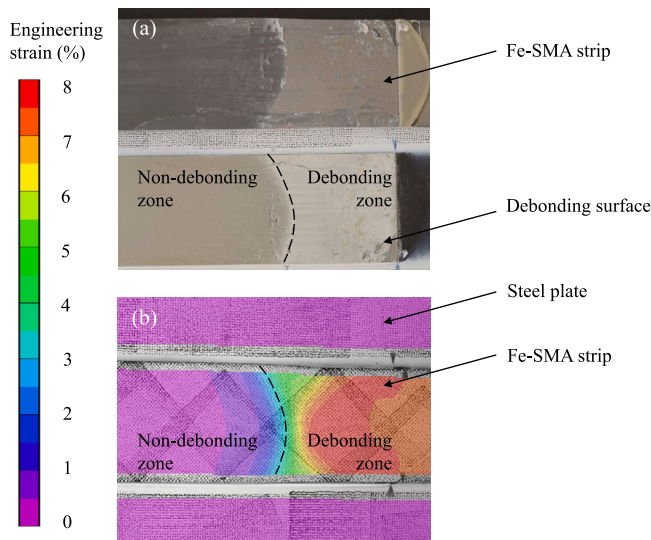 Engineering
strain (%)
8
7
6
5
4
3
2
1
0
(a)
Fe-SMA strip
Non-debonding
zone
Debonding
zone
Debonding surface
(b)
Steel plate
Fe-SMA strip
Non-debonding
zone
Debonding
zone